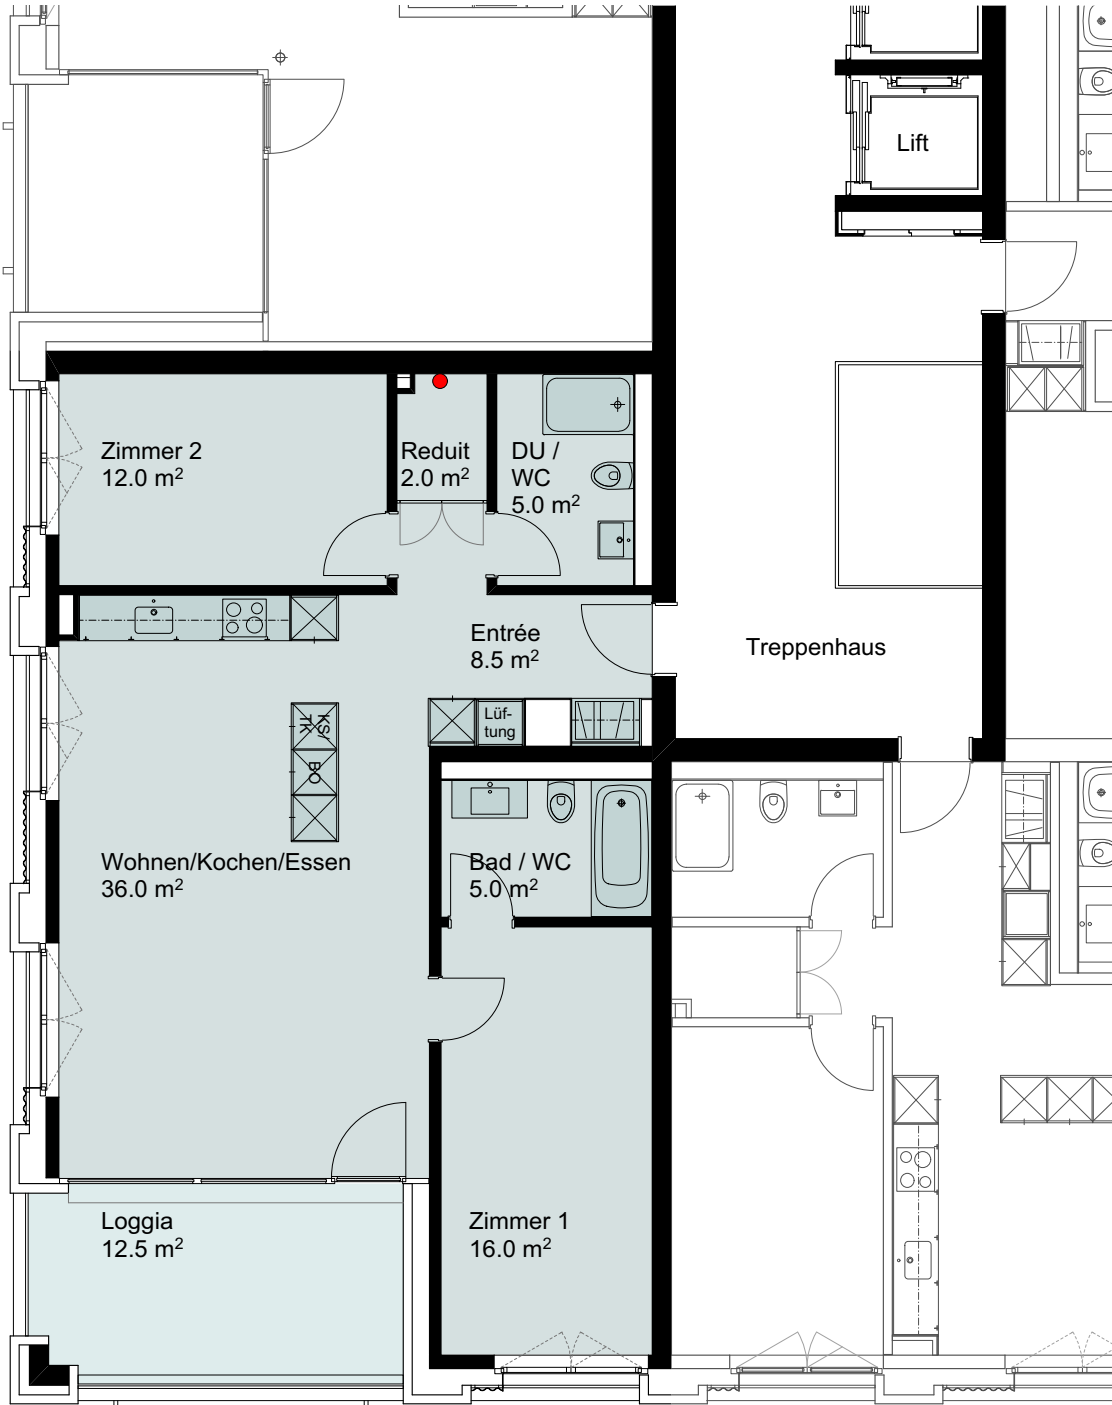 Lift
Zimmer 2
12.0 m²
Reduit
2.0 m²
DU /
WC
5.0 m²
Entrée
8.5 m²
Treppenhaus
Lüf-
tung
KS/
TK
BO
Wohnen/Kochen/Essen
36.0 m²
Bad / WC
5.0 m²
Loggia
12.5 m²
Zimmer 1
16.0 m²